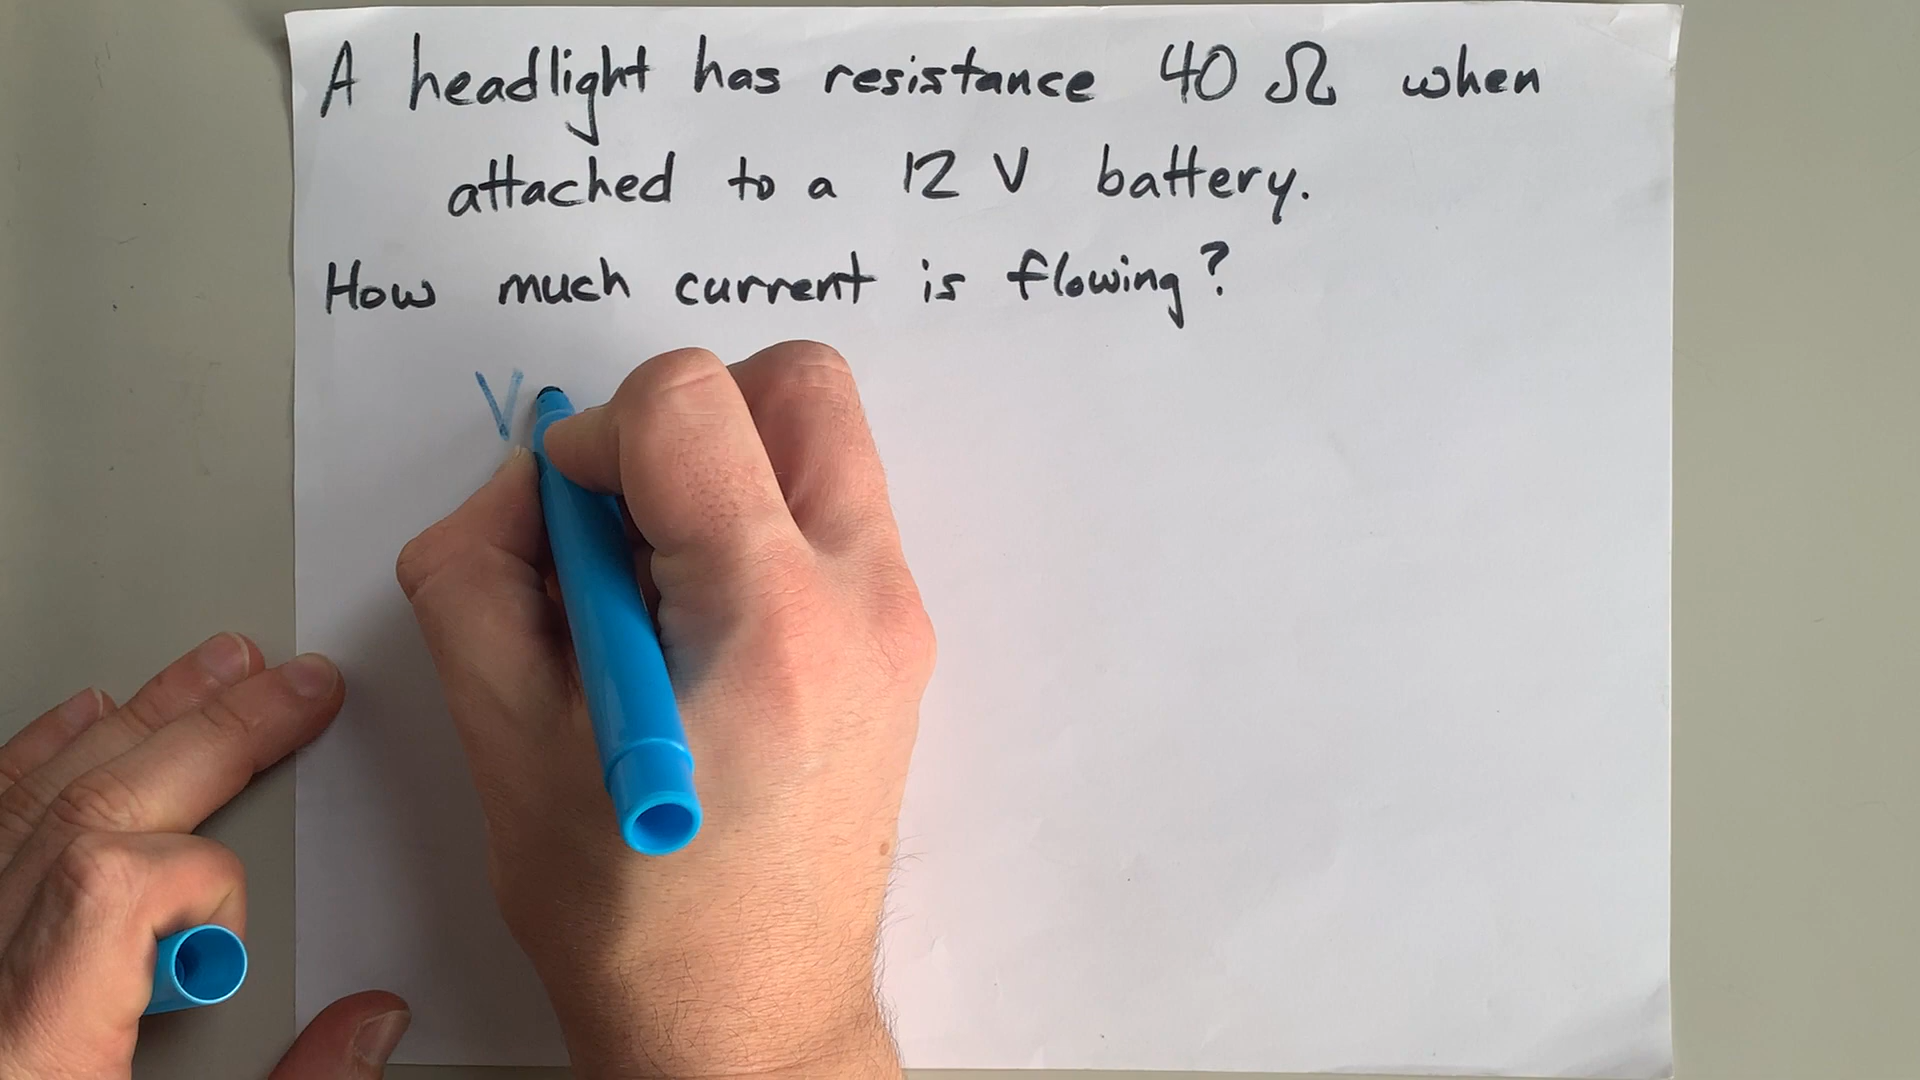 A headlight has resistance 40 Ω when
attached to a 12 V battery.
How much current is flowing?
V